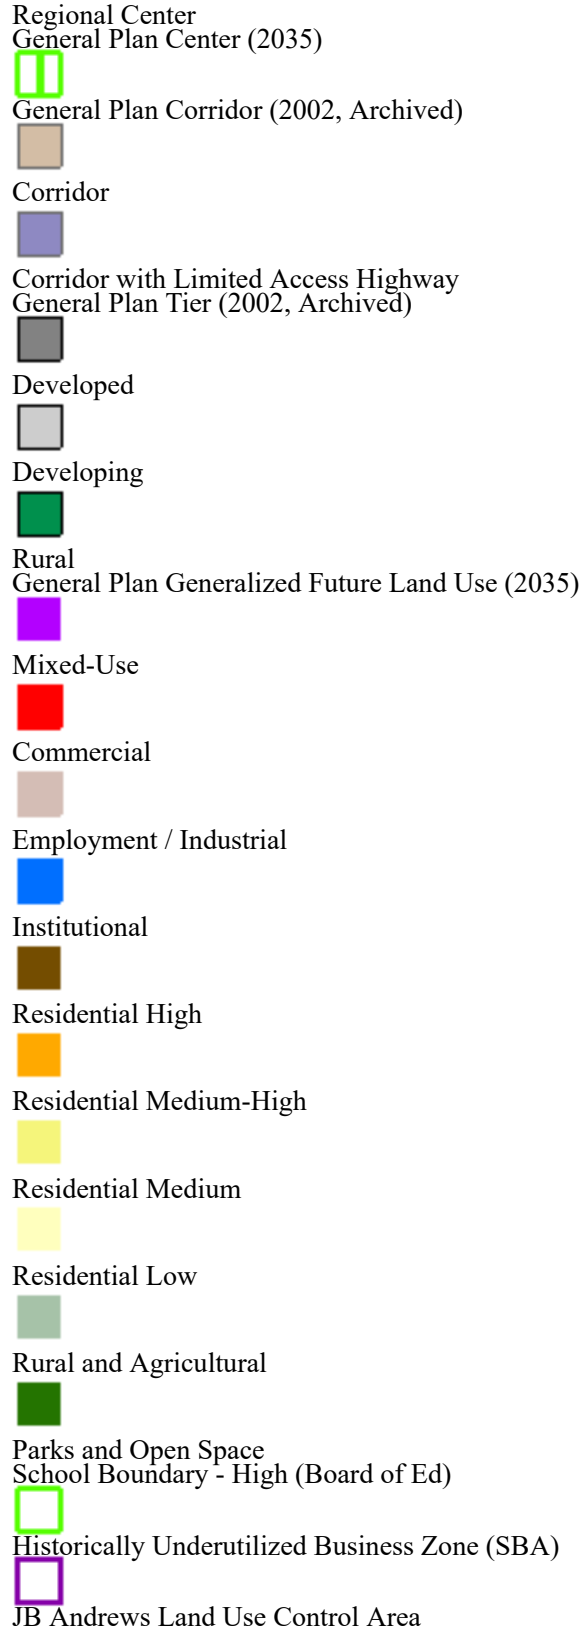 Regional Center
General Plan Center (2035)
General Plan Corridor (2002, Archived)
Corridor
Corridor with Limited Access Highway
General Plan Tier (2002, Archived)
Developed
Developing
Rural
General Plan Generalized Future Land Use (2035)
Mixed-Use
Commercial
Employment / Industrial
Institutional
Residential High
Residential Medium-High
Residential Medium
Residential Low
Rural and Agricultural
Parks and Open Space
School Boundary - High (Board of Ed)
Historically Underutilized Business Zone (SBA)
JB Andrews Land Use Control Area